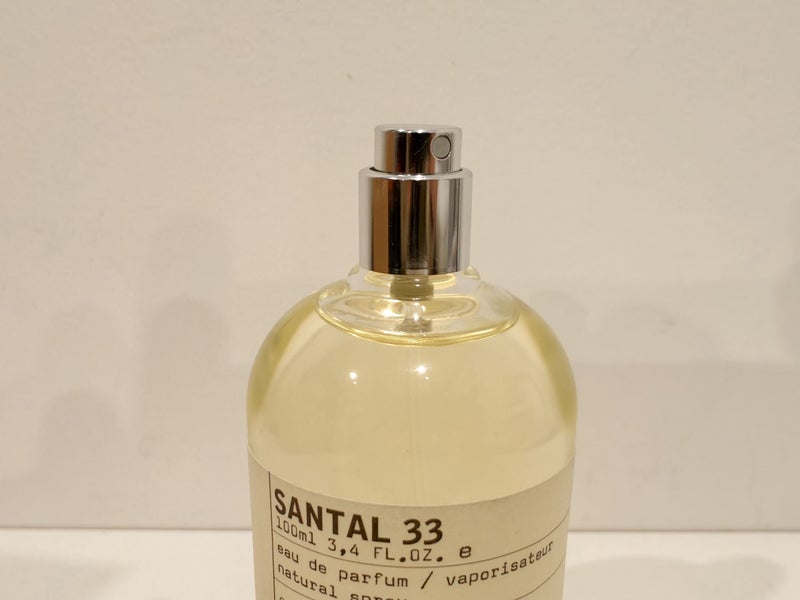 SANTAL 33
100ml 3,4 FL.OZ. e
eau de parfum / vaporisateur
natural spray